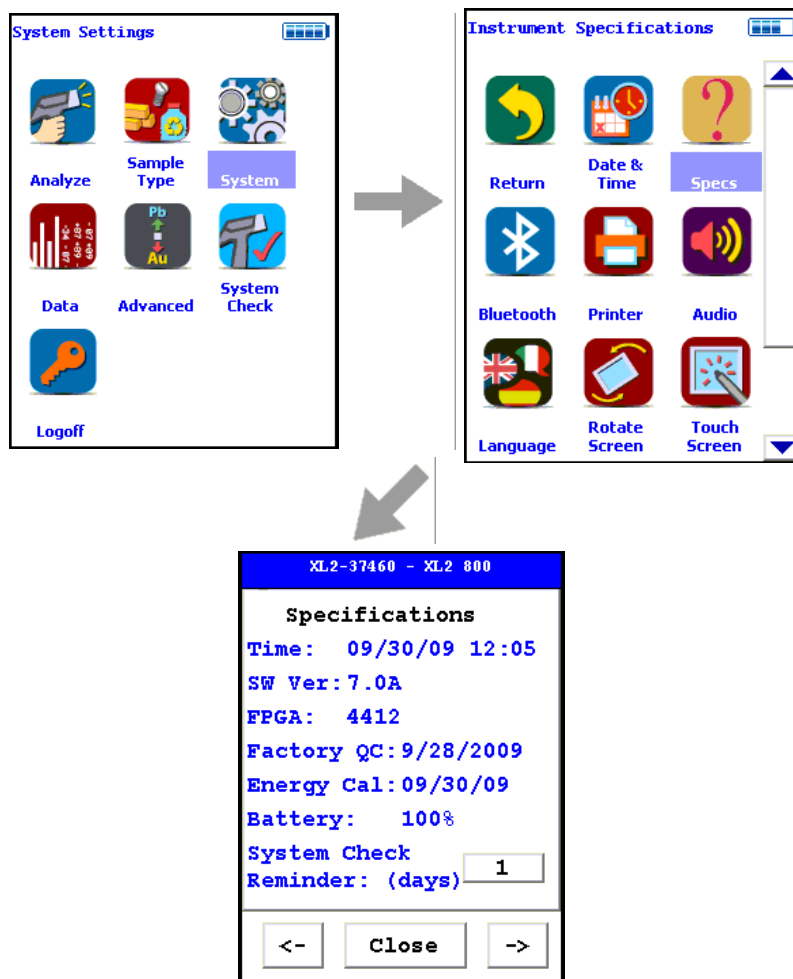 System Settings
Analyze
Sample
Type
System
Pb
Au
Data
Advanced
System
Check
Logoff
Instrument Specifications
Return
Date &
Time
Specs
Bluetooth
Printer
Audio
Language
Rotate
Screen
Touch
Screen
XL2-37460 - XL2 800
Specifications
Time: 09/30/09 12:05
SW Ver: 7.0A
FPGA: 4412
Factory QC: 9/28/2009
Energy Cal: 09/30/09
Battery: 100%
System Check
Reminder: (days) 1
<- Close ->